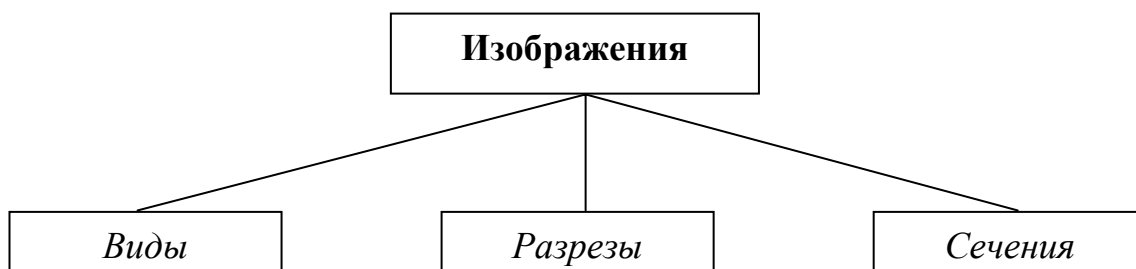 Изображения
Виды
Разрезы
Сечения